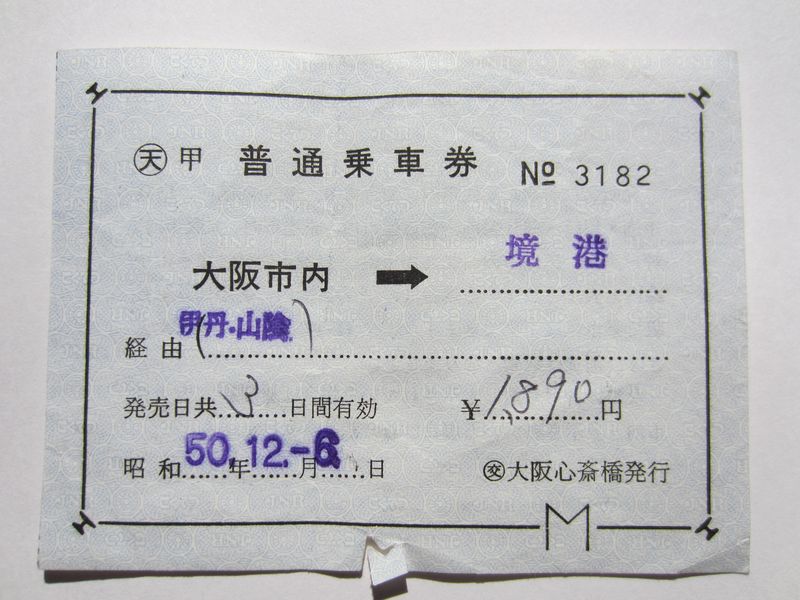 天 甲 普通乗車券 № 3182
大阪市内 ➡ 境港
経由(伊丹・山陰)
発売日共3日間有効 ¥1,890円
昭和50年12月-6日 交大阪心斎橋発行
M